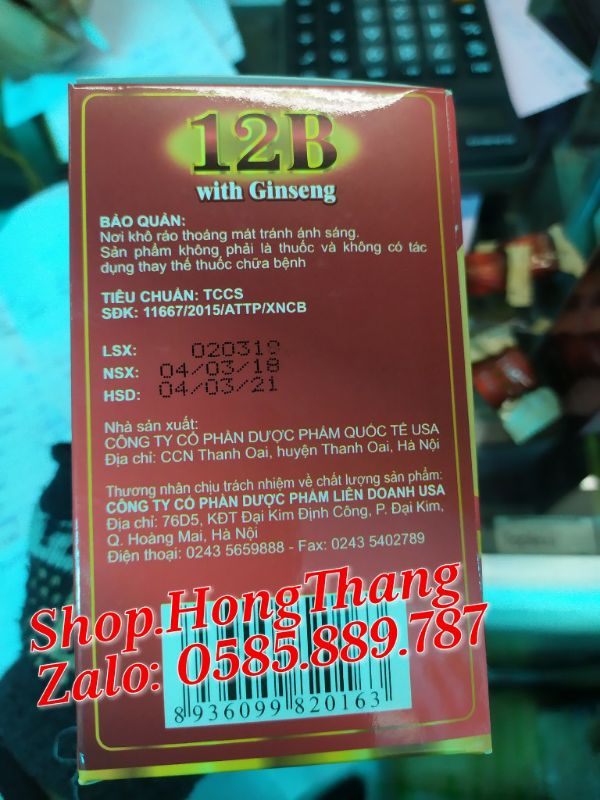 12B
with Ginseng
BẢO QUẢN:
Nơi khô ráo thoáng mát tránh ánh sáng.
Sản phẩm không phải là thuốc và không có tác
dụng thay thế thuốc chữa bệnh
TIÊU CHUẨN: TCCS
SĐK: 11667/2015/ATTP/XNCB
LSX: 020319
NSX: 04/03/18
HSD: 04/03/21
Nhà sản xuất:
CÔNG TY CỔ PHẦN DƯỢC PHẨM QUỐC TẾ USA
Địa chỉ: CCN Thanh Oai, huyện Thanh Oai, Hà Nội
Thương nhân chịu trách nhiệm về chất lượng sản phẩm:
CÔNG TY CỔ PHẦN DƯỢC PHẨM LIÊN DOANH USA
Địa chỉ: 76D5, KĐT Đại Kim Định Công, P. Đại Kim,
Q. Hoàng Mai, Hà Nội
Điện thoại: 0243 5659888 - Fax: 0243 5402789
Shop.HongThang
Zalo: 0585.889.787
8 936099 820163